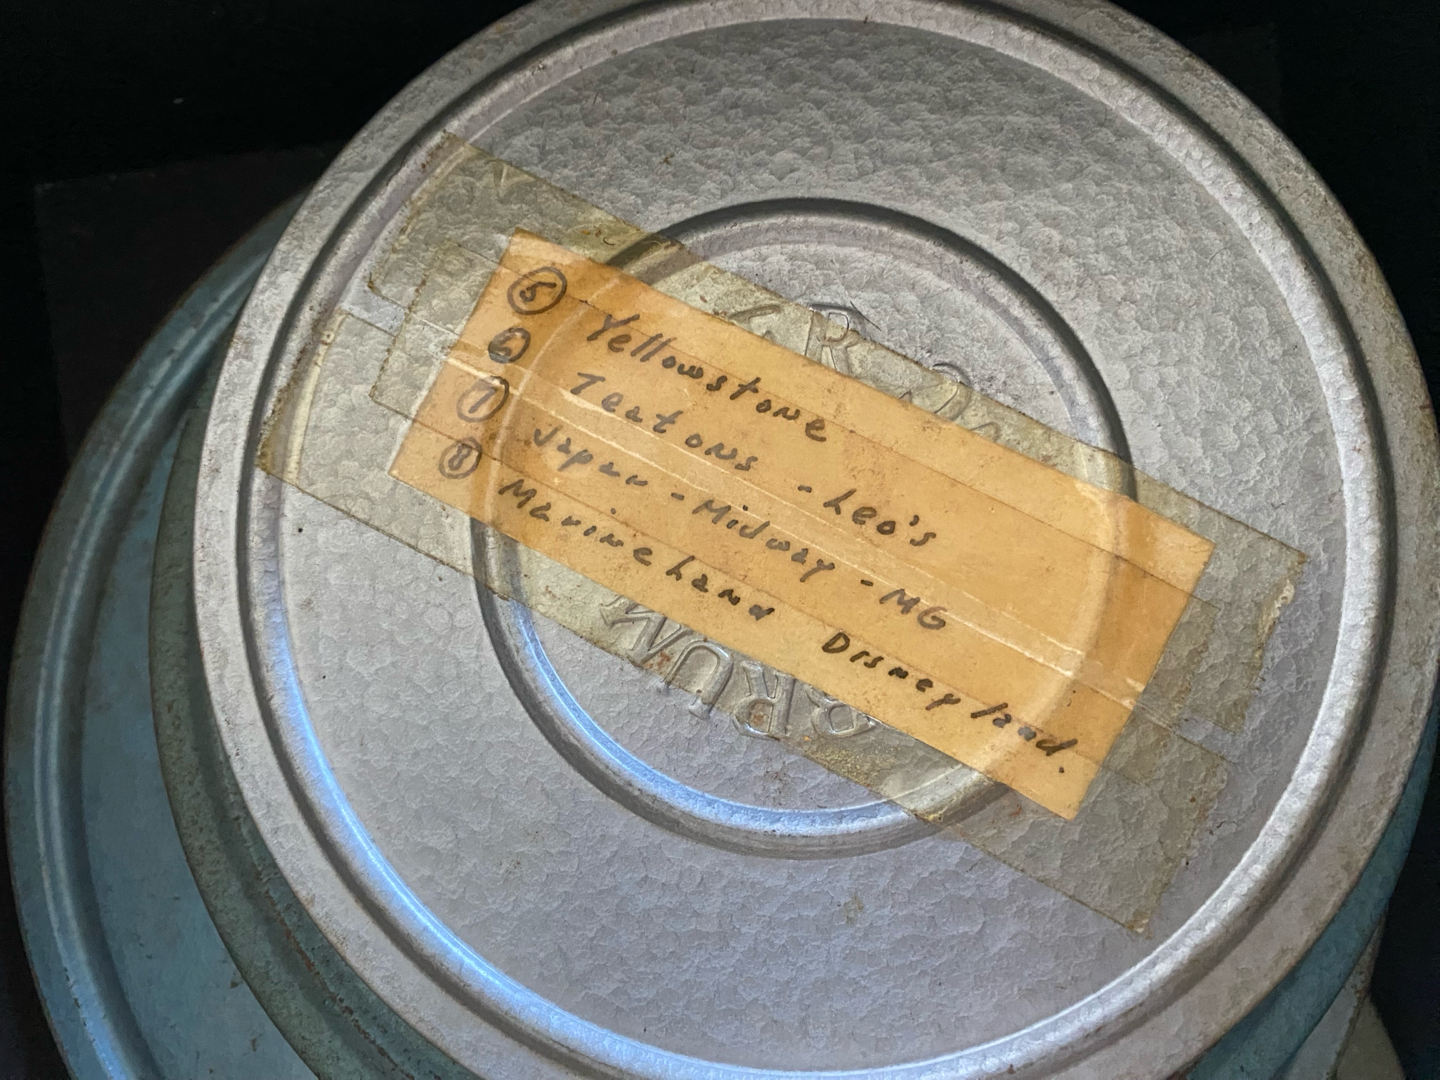 ⑤ Yellowstone
⑥ Teatons - Leo's
⑦ Japan - Midway - MG
⑧ Marineland Disneyland.